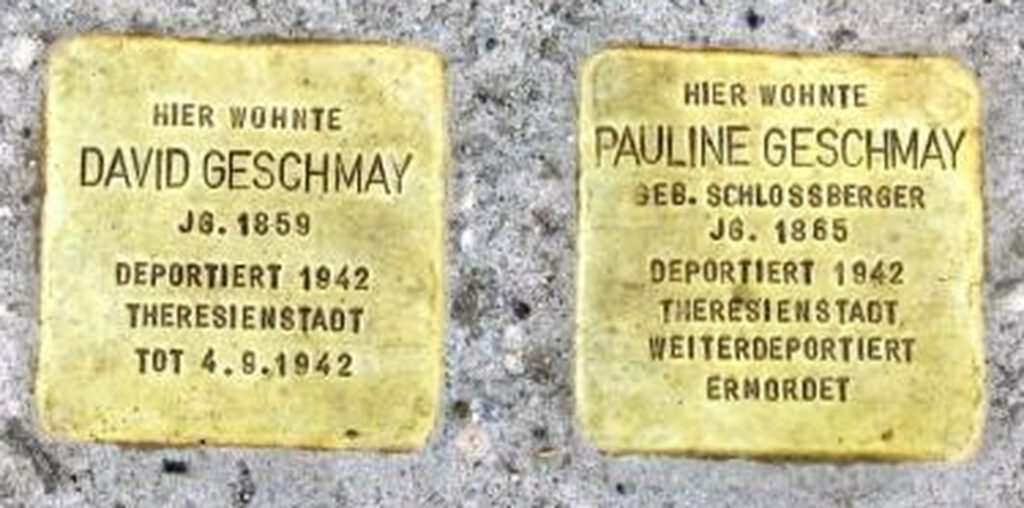 HIER WOHNTE
DAVID GESCHMAY
JG. 1859
DEPORTIERT 1942
THERESIENSTADT
TOT 4.9.1942
HIER WOHNTE
PAULINE GESCHMAY
GEB. SCHLOSSBERGER
JG. 1865
DEPORTIERT 1942
THERESIENSTADT
WEITERDEPORTIERT
ERMORDET